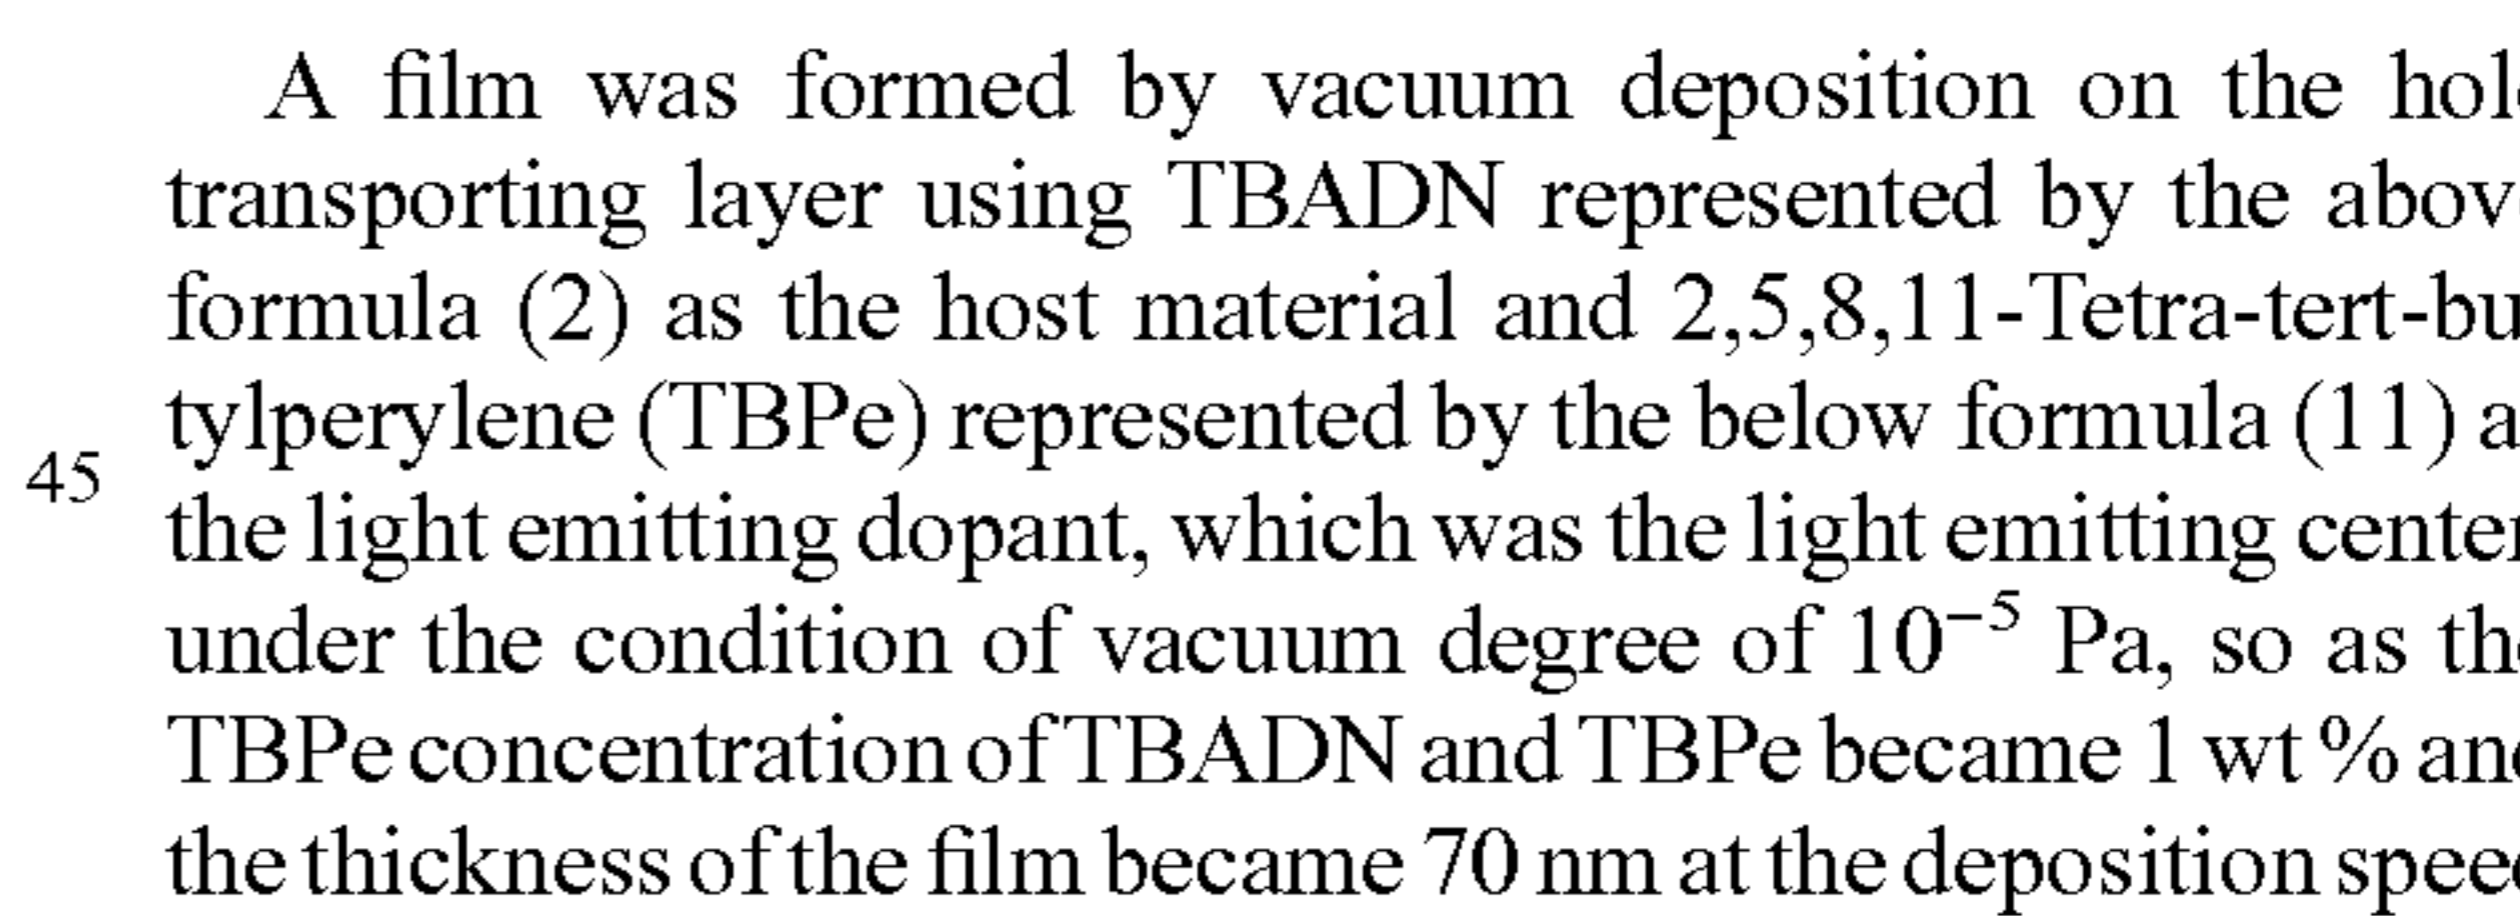 A film was formed by vacuum deposition on the hol
transporting layer using TBADN represented by the abov
formula (2) as the host material and 2,5,8,11-Tetra-tert-bu
tylperylene (TBPe) represented by the below formula (11) a
45
the light emitting dopant, which was the light emitting center
under the condition of vacuum degree of 10⁻⁵ Pa, so as th
TBPe concentration of TBADN and TBPe became 1 wt % an
the thickness of the film became 70 nm at the deposition spee